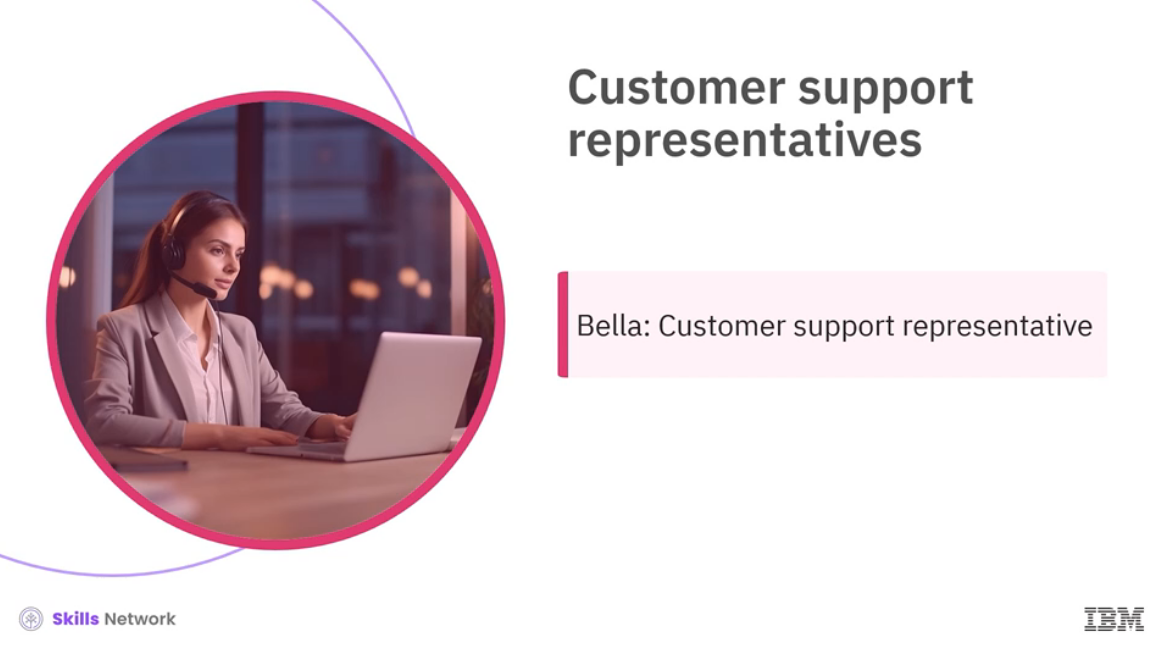 Customer support
representatives
Bella: Customer support representative
Skills Network
IBM